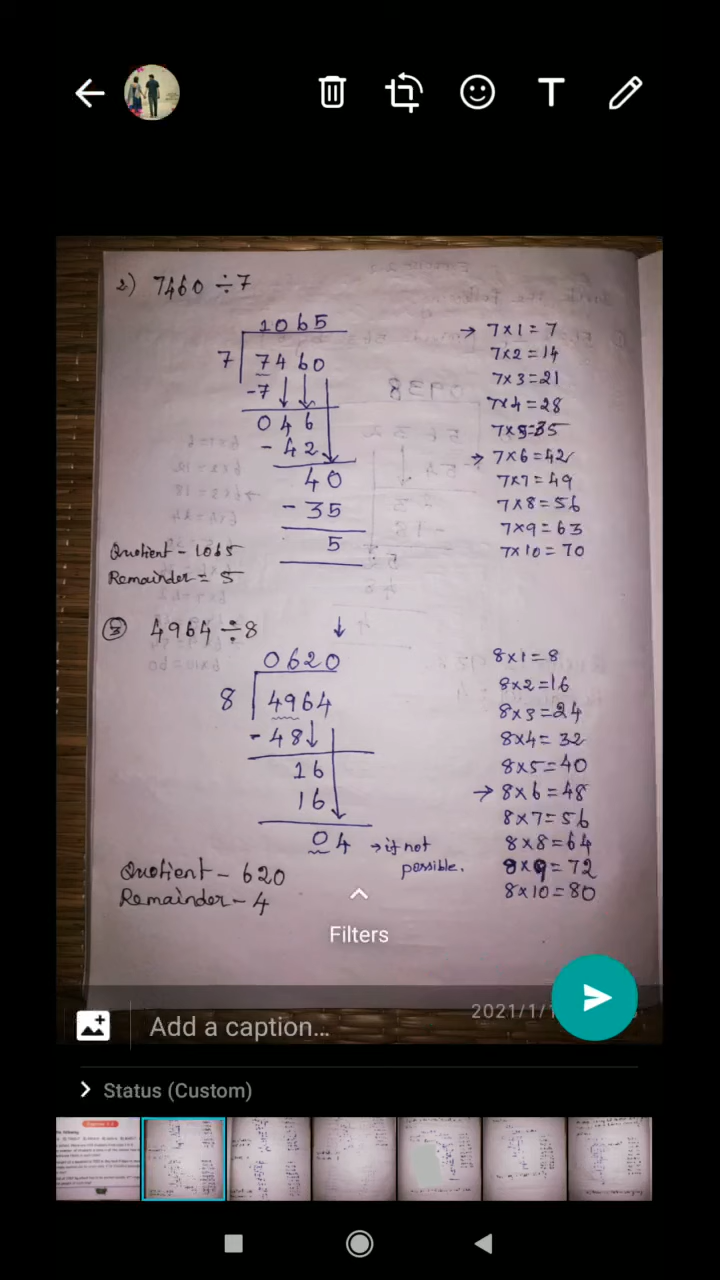 2) 7460 ÷ 7
1065
7 7460
-7
046
- 42
40
- 35
5
Quotient - 1065
Remainder = 5
→ 7x1 = 7
7x2 = 14
7x3 = 21
7x4 = 28
7x5=35
→ 7x6 = 42
7x7 = 49
7x8 = 56
7x9 = 63
7x10 = 70
③ 4964 ÷ 8
0620
8 4964
- 48
16
16
04 → if not
possible.
Quotient - 620
Remainder - 4
8x1 = 8
8x2 = 16
8x3 = 24
8x4 = 32
8x5 = 40
→ 8x6 = 48
8x7 = 56
8x8 = 64
8x9 = 72
8x10 = 80
Filters
2021/1/1
Add a caption...
Status (Custom)